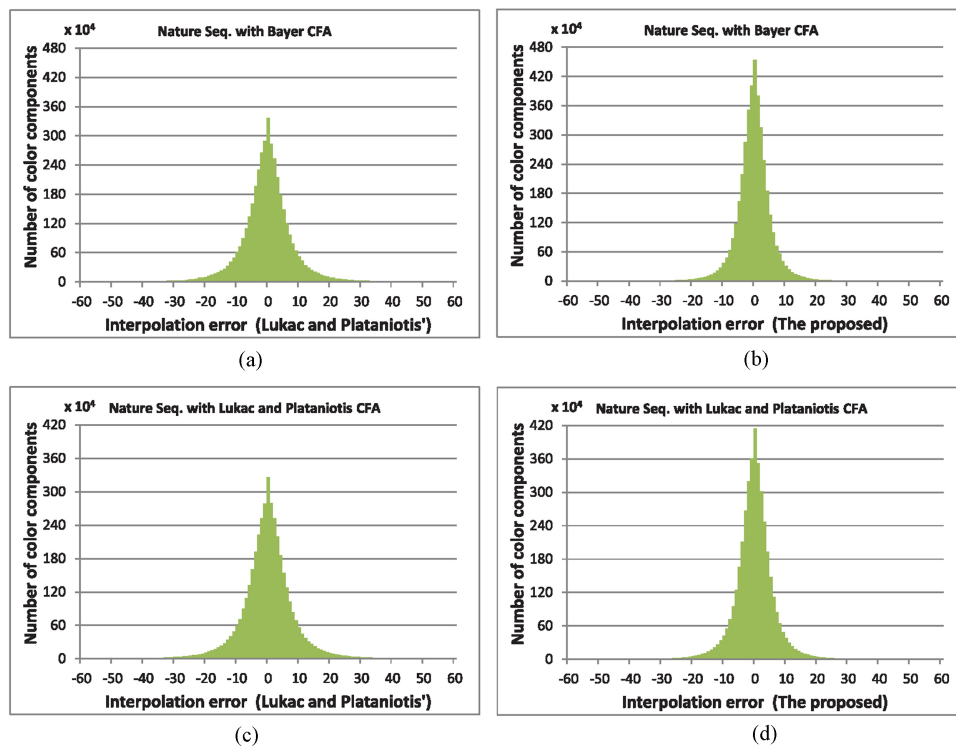 x 10⁴
Nature Seq. with Bayer CFA
Number of color components
480
420
360
300
240
180
120
60
0
-60 -50 -40 -30 -20 -10 0 10 20 30 40 50 60
Interpolation error (Lukac and Plataniotis')
(a)
x 10⁴
Nature Seq. with Bayer CFA
Number of color components
480
420
360
300
240
180
120
60
0
-60 -50 -40 -30 -20 -10 0 10 20 30 40 50 60
Interpolation error (The proposed)
(b)
x 10⁴
Nature Seq. with Lukac and Plataniotis CFA
Number of color components
420
360
300
240
180
120
60
0
-60 -50 -40 -30 -20 -10 0 10 20 30 40 50 60
Interpolation error (Lukac and Plataniotis')
(c)
x 10⁴
Nature Seq. with Lukac and Plataniotis CFA
Number of color components
420
360
300
240
180
120
60
0
-60 -50 -40 -30 -20 -10 0 10 20 30 40 50 60
Interpolation error (The proposed)
(d)